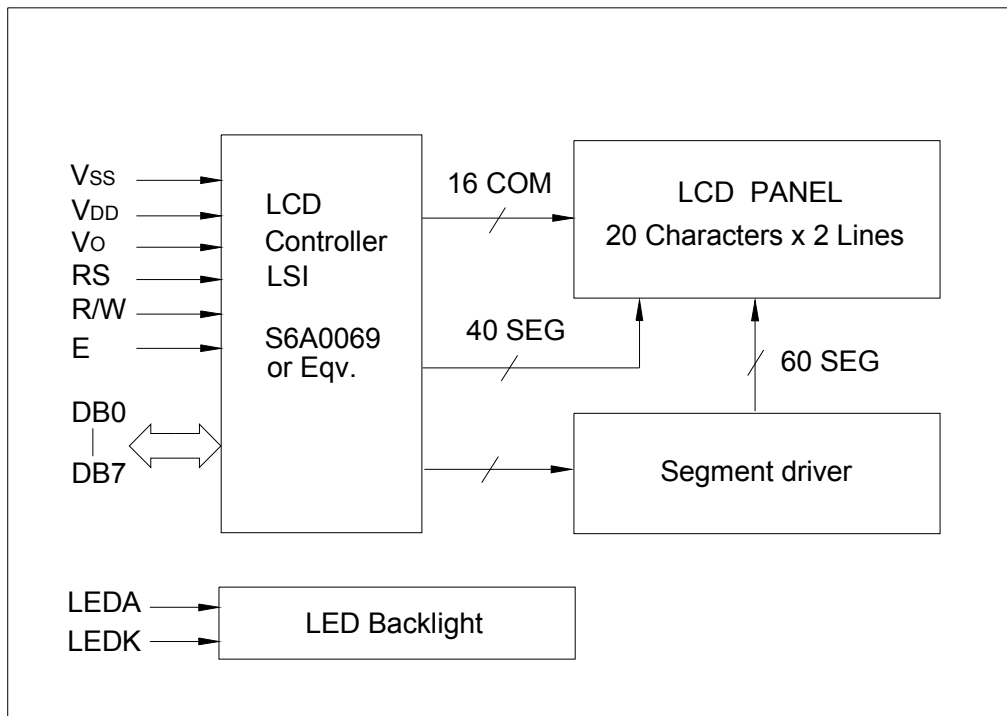 VSS
VDD
VO
RS
R/W
E
DB0
DB7
LCD
Controller
LSI
S6A0069
or Eqv.
16 COM
40 SEG
LCD PANEL
20 Characters x 2 Lines
60 SEG
Segment driver
LEDA
LEDK
LED Backlight